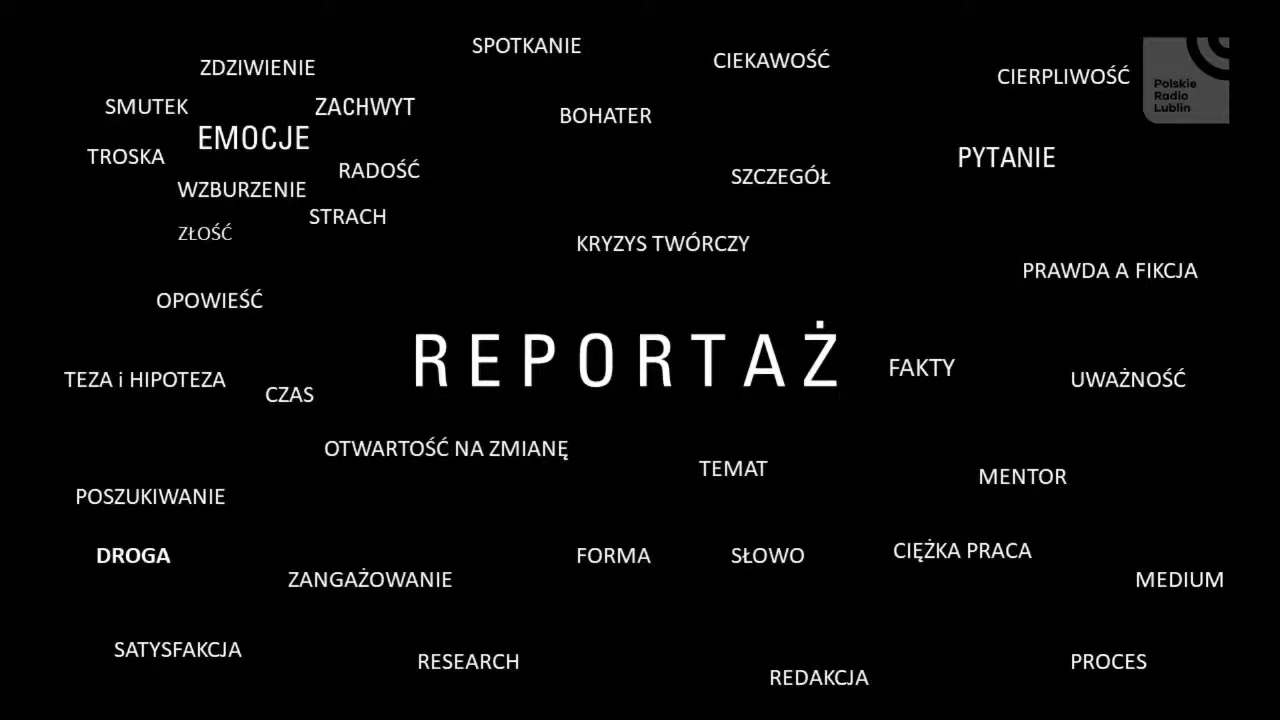 SPOTKANIE
CIEKAWOŚĆ
ZDZIWIENIE
CIERPLIWOŚĆ
Polskie
Radio
Lublin
SMUTEK
ZACHWYT
BOHATER
EMOCJE
TROSKA
PYTANIE
RADOŚĆ
SZCZEGÓŁ
WZBURZENIE
STRACH
ZŁOŚĆ
KRYZYS TWÓRCZY
PRAWDA A FIKCJA
OPOWIEŚĆ
REPORTAŻ
FAKTY
TEZA i HIPOTEZA
UWAŻNOŚĆ
CZAS
OTWARTOŚĆ NA ZMIANĘ
TEMAT
MENTOR
POSZUKIWANIE
DROGA
FORMA
SŁOWO
CIĘŻKA PRACA
ZANGAŻOWANIE
MEDIUM
SATYSFAKCJA
RESEARCH
PROCES
REDAKCJA